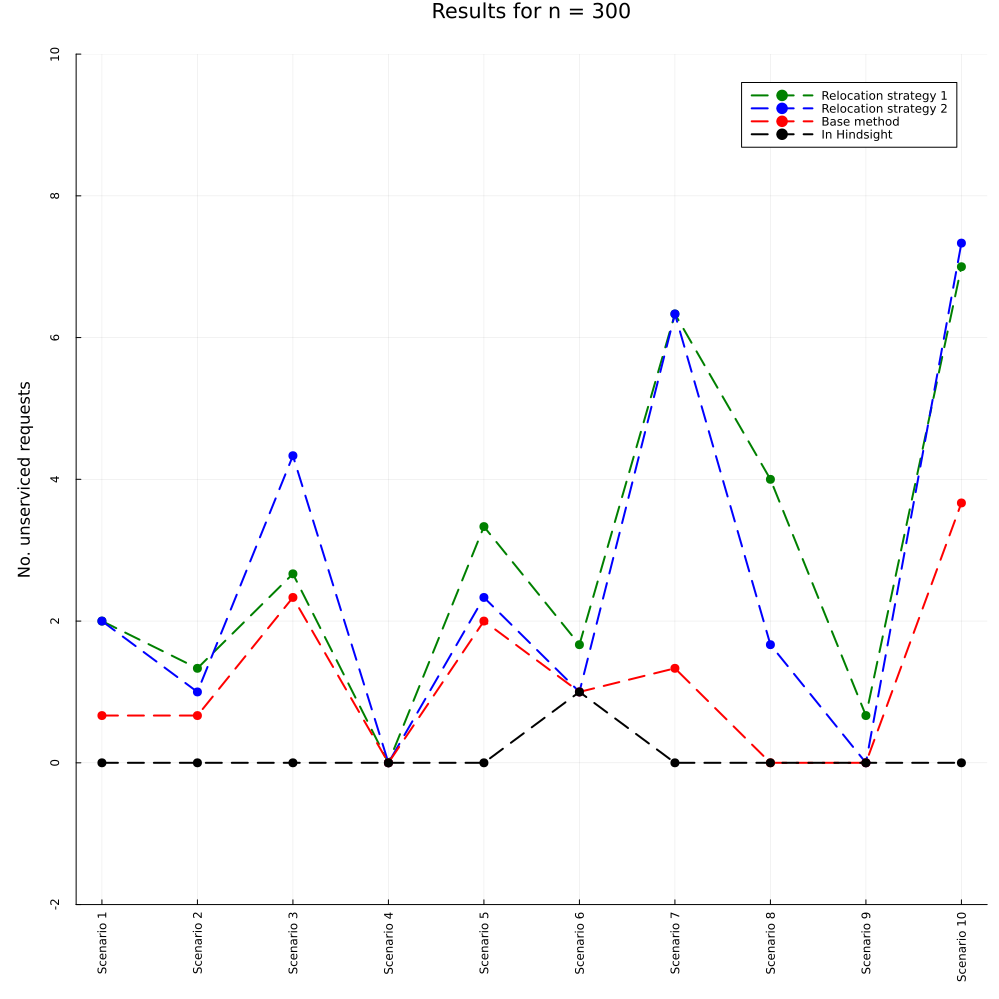 Results for n = 300
10
8
6
4
2
0
-2
No. unserviced requests
Relocation strategy 1
Relocation strategy 2
Base method
In Hindsight
Scenario 1
Scenario 2
Scenario 3
Scenario 4
Scenario 5
Scenario 6
Scenario 7
Scenario 8
Scenario 9
Scenario 10